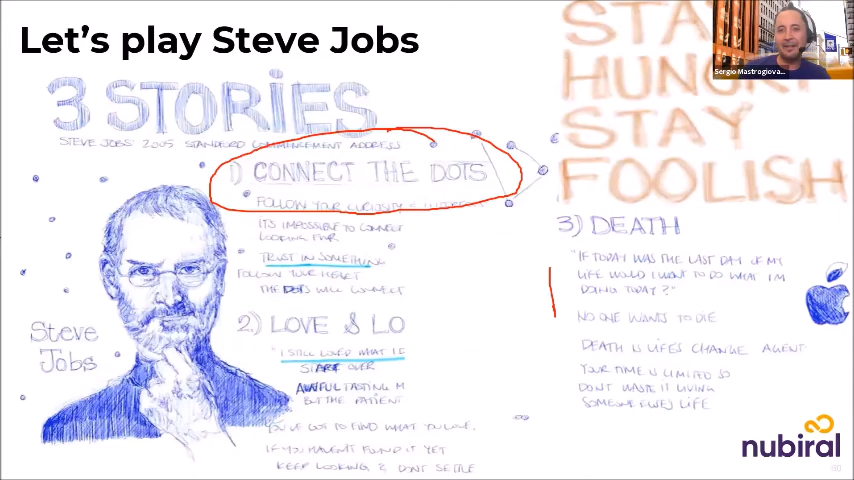 Let's play Steve Jobs
Sergio Mastrogiova...
3 STORIES
STEVE JOBS' 2005 STANFORD COMMENCEMENT ADDRESS
1) CONNECT THE DOTS
FOLLOW YOUR
IT'S IMPOSSIBLE TO CONNECT
LOOKING FWR
TRUST IN SOMETHING
FOLLOW YOUR HEART
THE DOTS WILL CONNECT
2) LOVE & LO
"I STILL LOVED WHAT I
START OVER
AWFUL TASTING M
BUT THE PATIENT
YOU'VE GOT TO FIND WHAT YOU LOVE.
IF YOU HAVEN'T FOUND IT YET
KEEP LOOKING & DON'T SETTLE
Steve
Jobs
STAY
HUNGRY
STAY
FOOLISH
3) DEATH
"IF TODAY WAS THE LAST DAY OF MY
LIFE WOULD I WANT TO DO WHAT I'M
DOING TODAY?"
NO ONE WANTS TO DIE
DEATH IS LIFE'S CHANGE AGENT
YOUR TIME IS LIMITED SO
DON'T WASTE IT LIVING
SOMEONE ELSE'S LIFE
nubiral
60